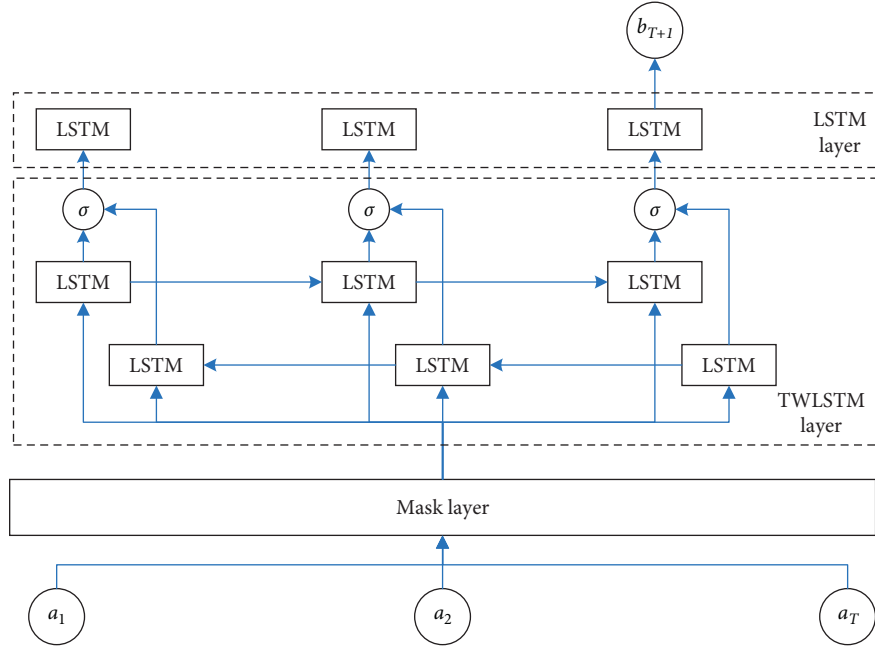 b_{T+1}
LSTM LSTM LSTM LSTM
layer
σ σ σ
LSTM LSTM LSTM
LSTM LSTM LSTM
TWLSTM
layer
Mask layer
a_1 a_2 a_T